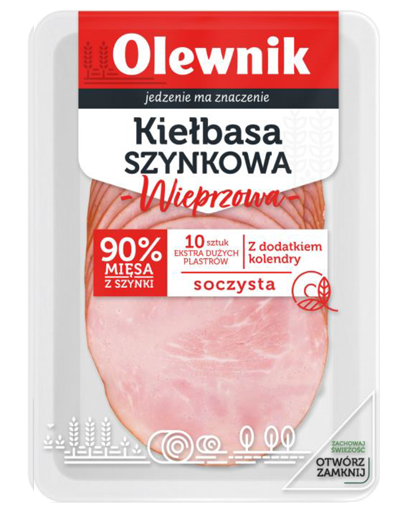 Olewnik
jedzenie ma znaczenie
Kiełbasa
SZYNKOWA
- Wieprzowa -
90%
MIĘSA
Z SZYNKI
10 sztuk
EKSTRA DUŻYCH
PLASTRÓW
Z dodatkiem
kolendry
soczysta
ZACHOWAJ
ŚWIEŻOŚĆ
OTWÓRZ
ZAMKNIJ